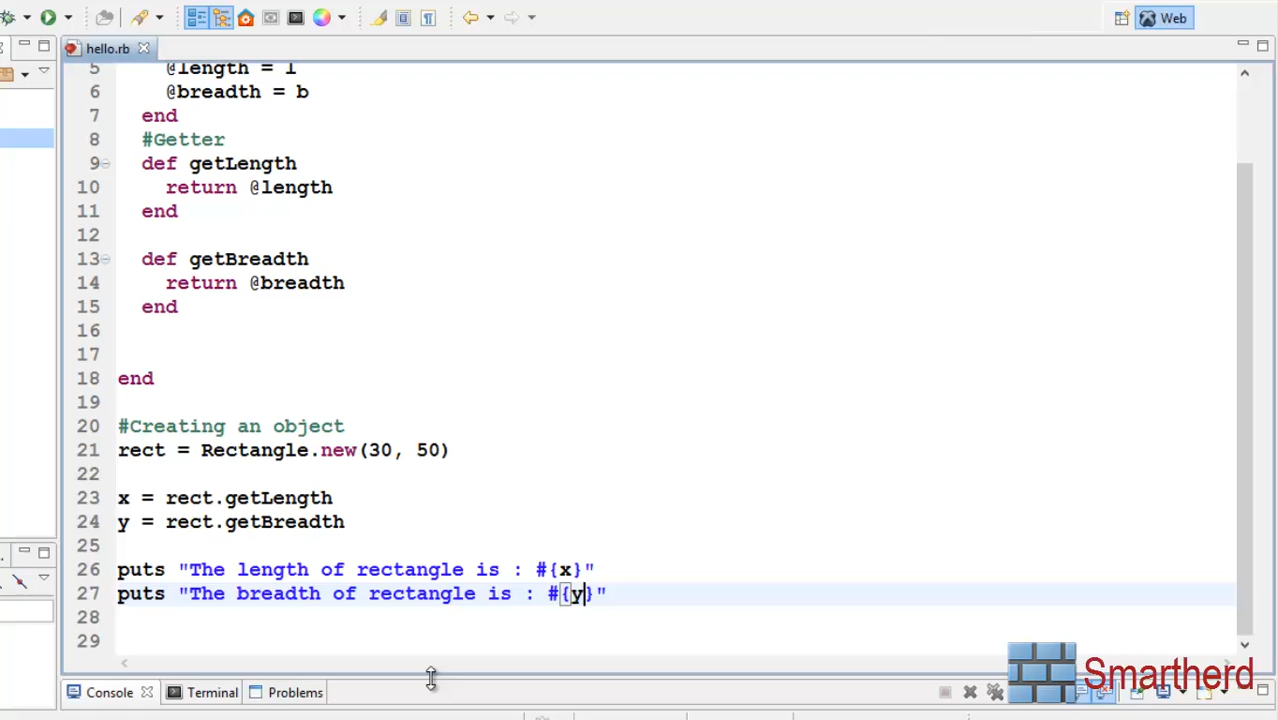 Web
hello.rb
5 @length = l
6 @breadth = b
7 end
8 #Getter
9 def getLength
10 return @length
11 end
12
13 def getBreadth
14 return @breadth
15 end
16
17
18 end
19
20 #Creating an object
21 rect = Rectangle.new(30, 50)
22
23 x = rect.getLength
24 y = rect.getBreadth
25
26 puts "The length of rectangle is : #{x}"
27 puts "The breadth of rectangle is : #{y}"
28
29
Smartherd
Console Terminal Problems